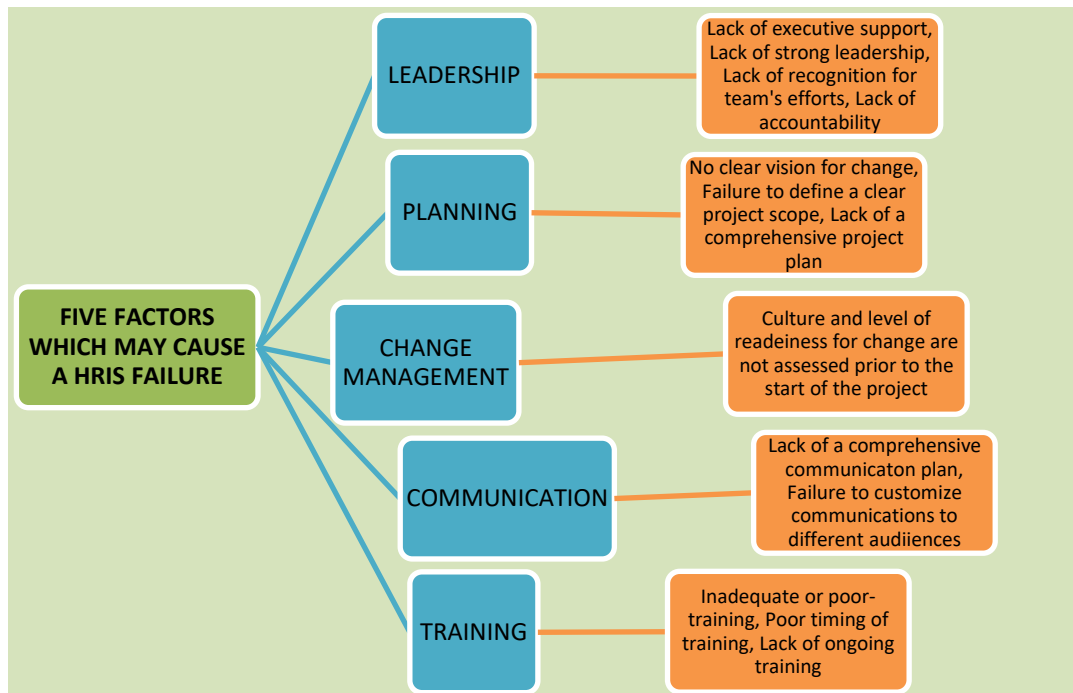 FIVE FACTORS
WHICH MAY CAUSE
A HRIS FAILURE
LEADERSHIP
Lack of executive support,
Lack of strong leadership,
Lack of recognition for
team's efforts, Lack of
accountability
PLANNING
No clear vision for change,
Failure to define a clear
project scope, Lack of a
comprehensive project
plan
CHANGE
MANAGEMENT
Culture and level of
readeiness for change are
not assessed prior to the
start of the project
COMMUNICATION
Lack of a comprehensive
communicaton plan,
Failure to customize
communications to
different audiiences
TRAINING
Inadequate or poor-
training, Poor timing of
training, Lack of ongoing
training